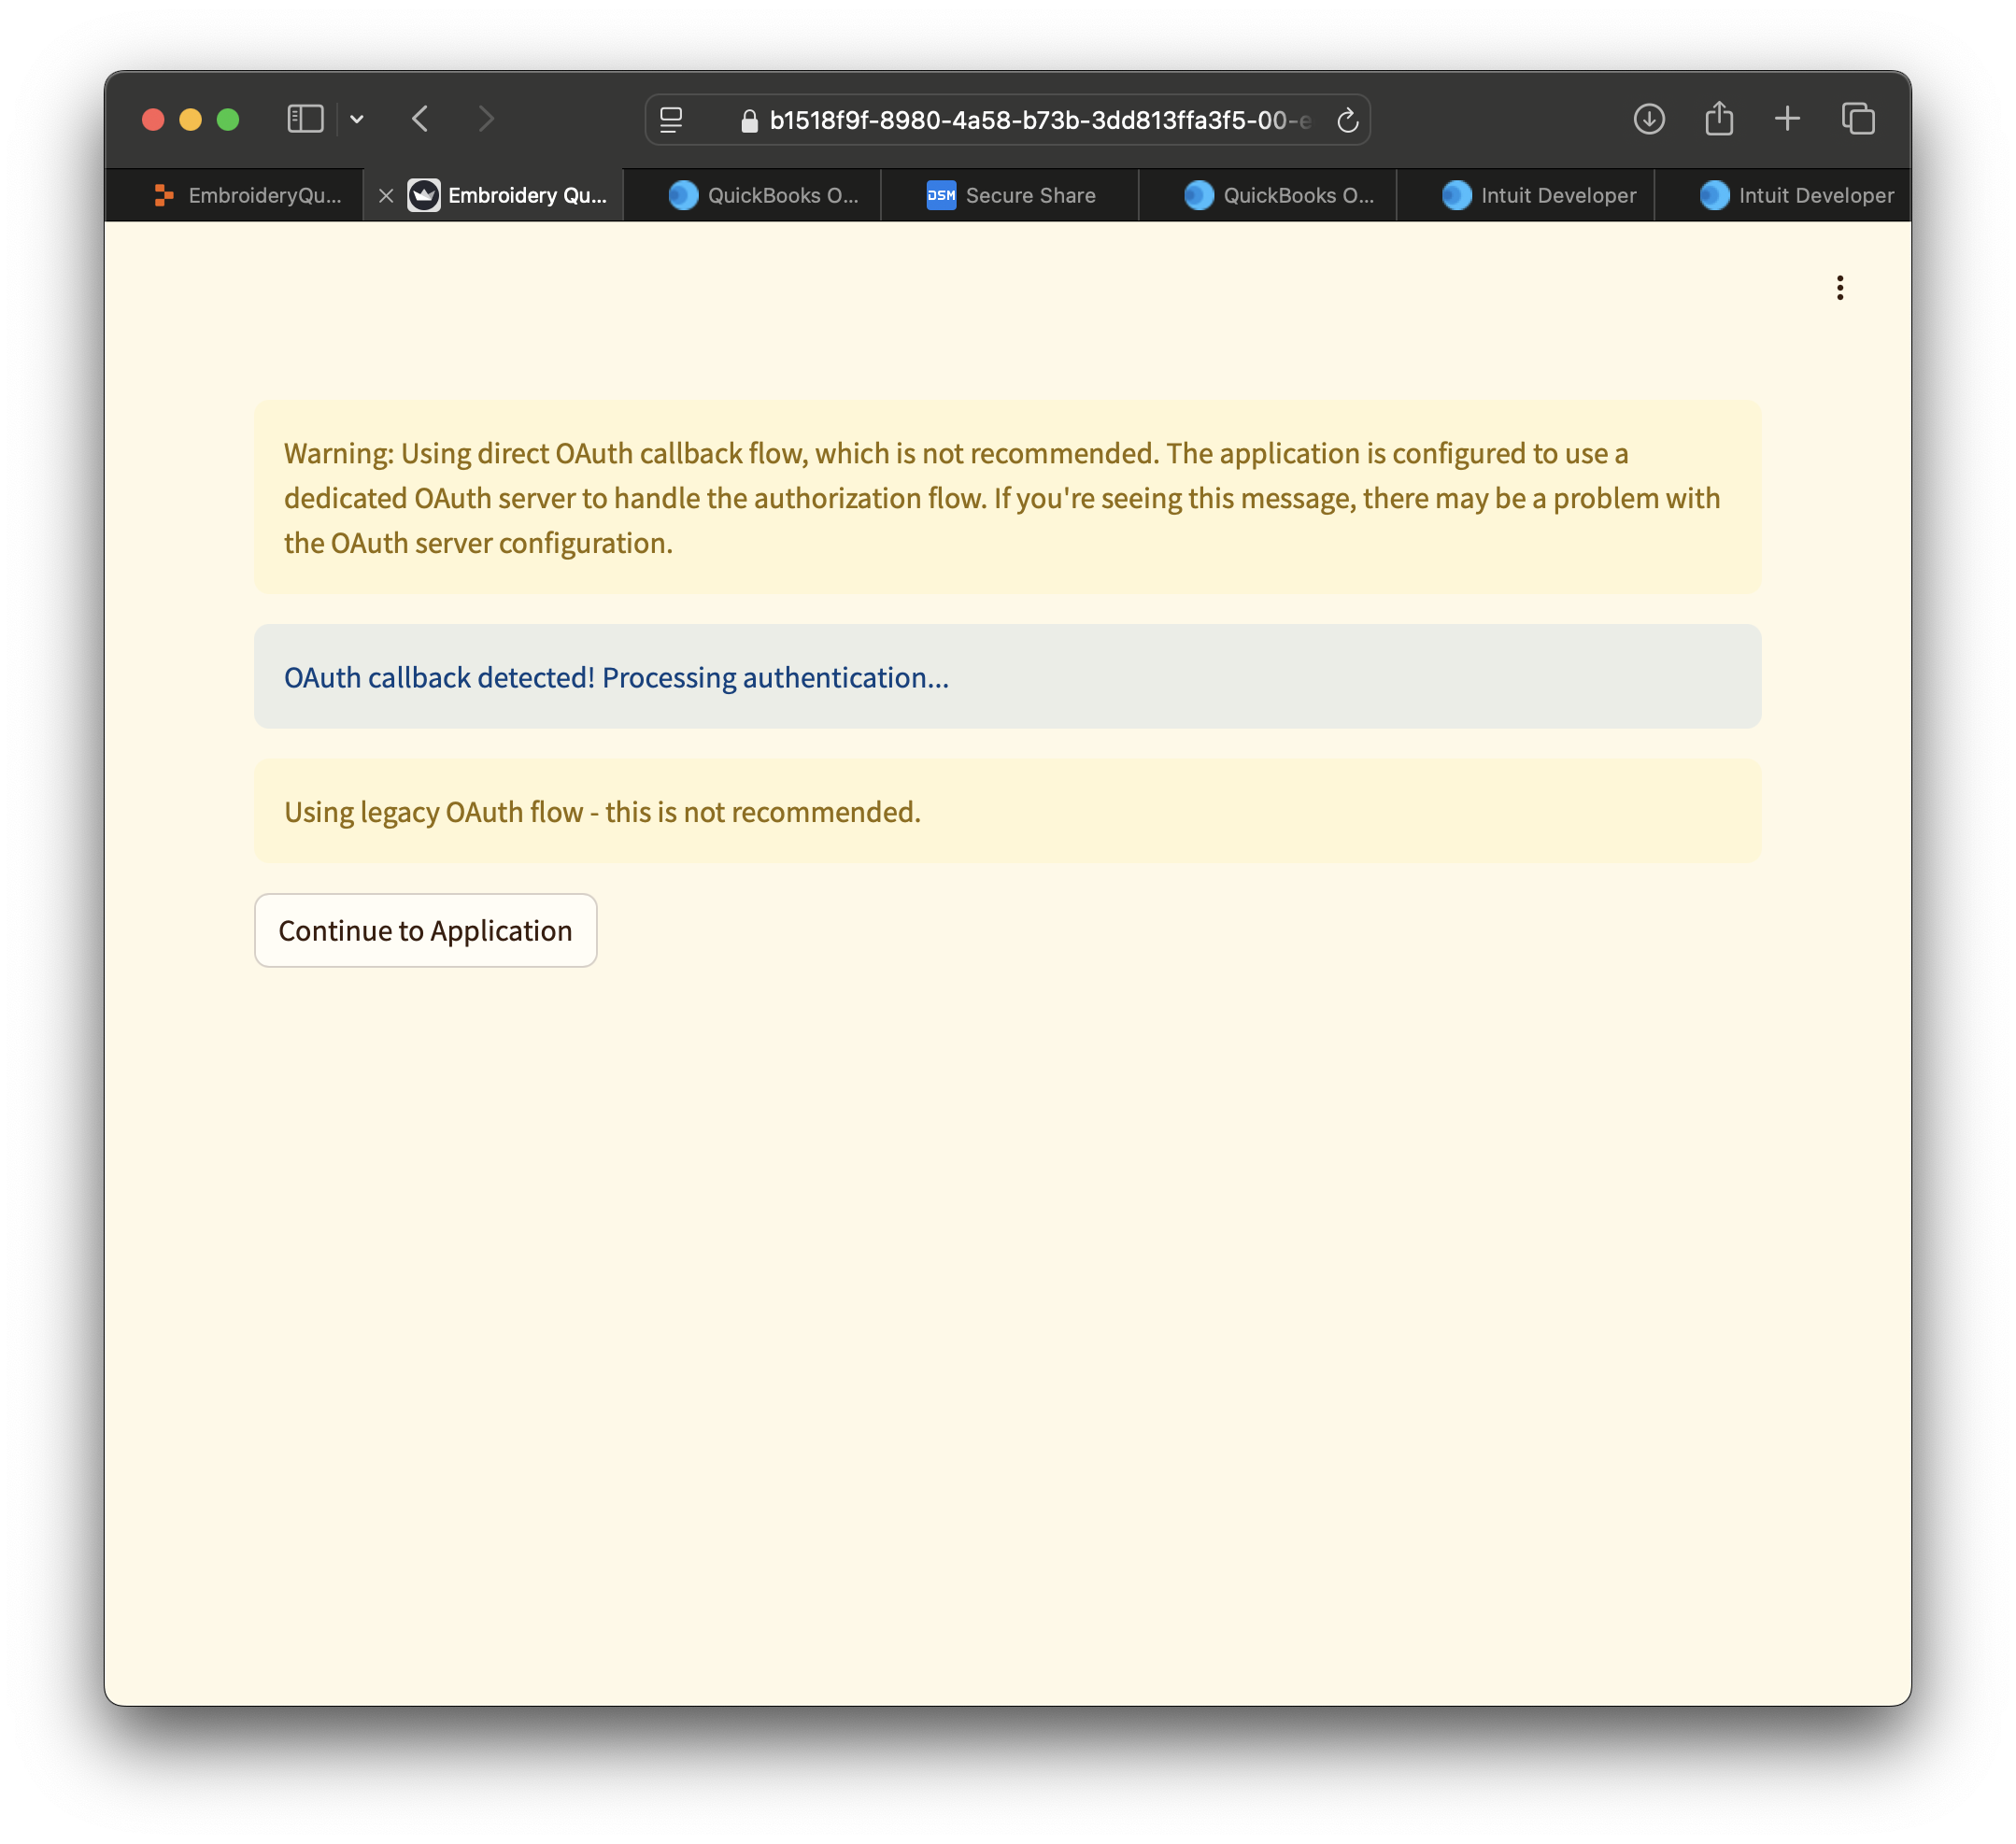 b1518f9f-8980-4a58-b73b-3dd813ffa3f5-00-e
EmbroideryQu...
Embroidery Qu...
QuickBooks O...
DSM
Secure Share
QuickBooks O...
Intuit Developer
Intuit Developer
Warning: Using direct OAuth callback flow, which is not recommended. The application is configured to use a
dedicated OAuth server to handle the authorization flow. If you're seeing this message, there may be a problem with
the OAuth server configuration.
OAuth callback detected! Processing authentication...
Using legacy OAuth flow - this is not recommended.
Continue to Application